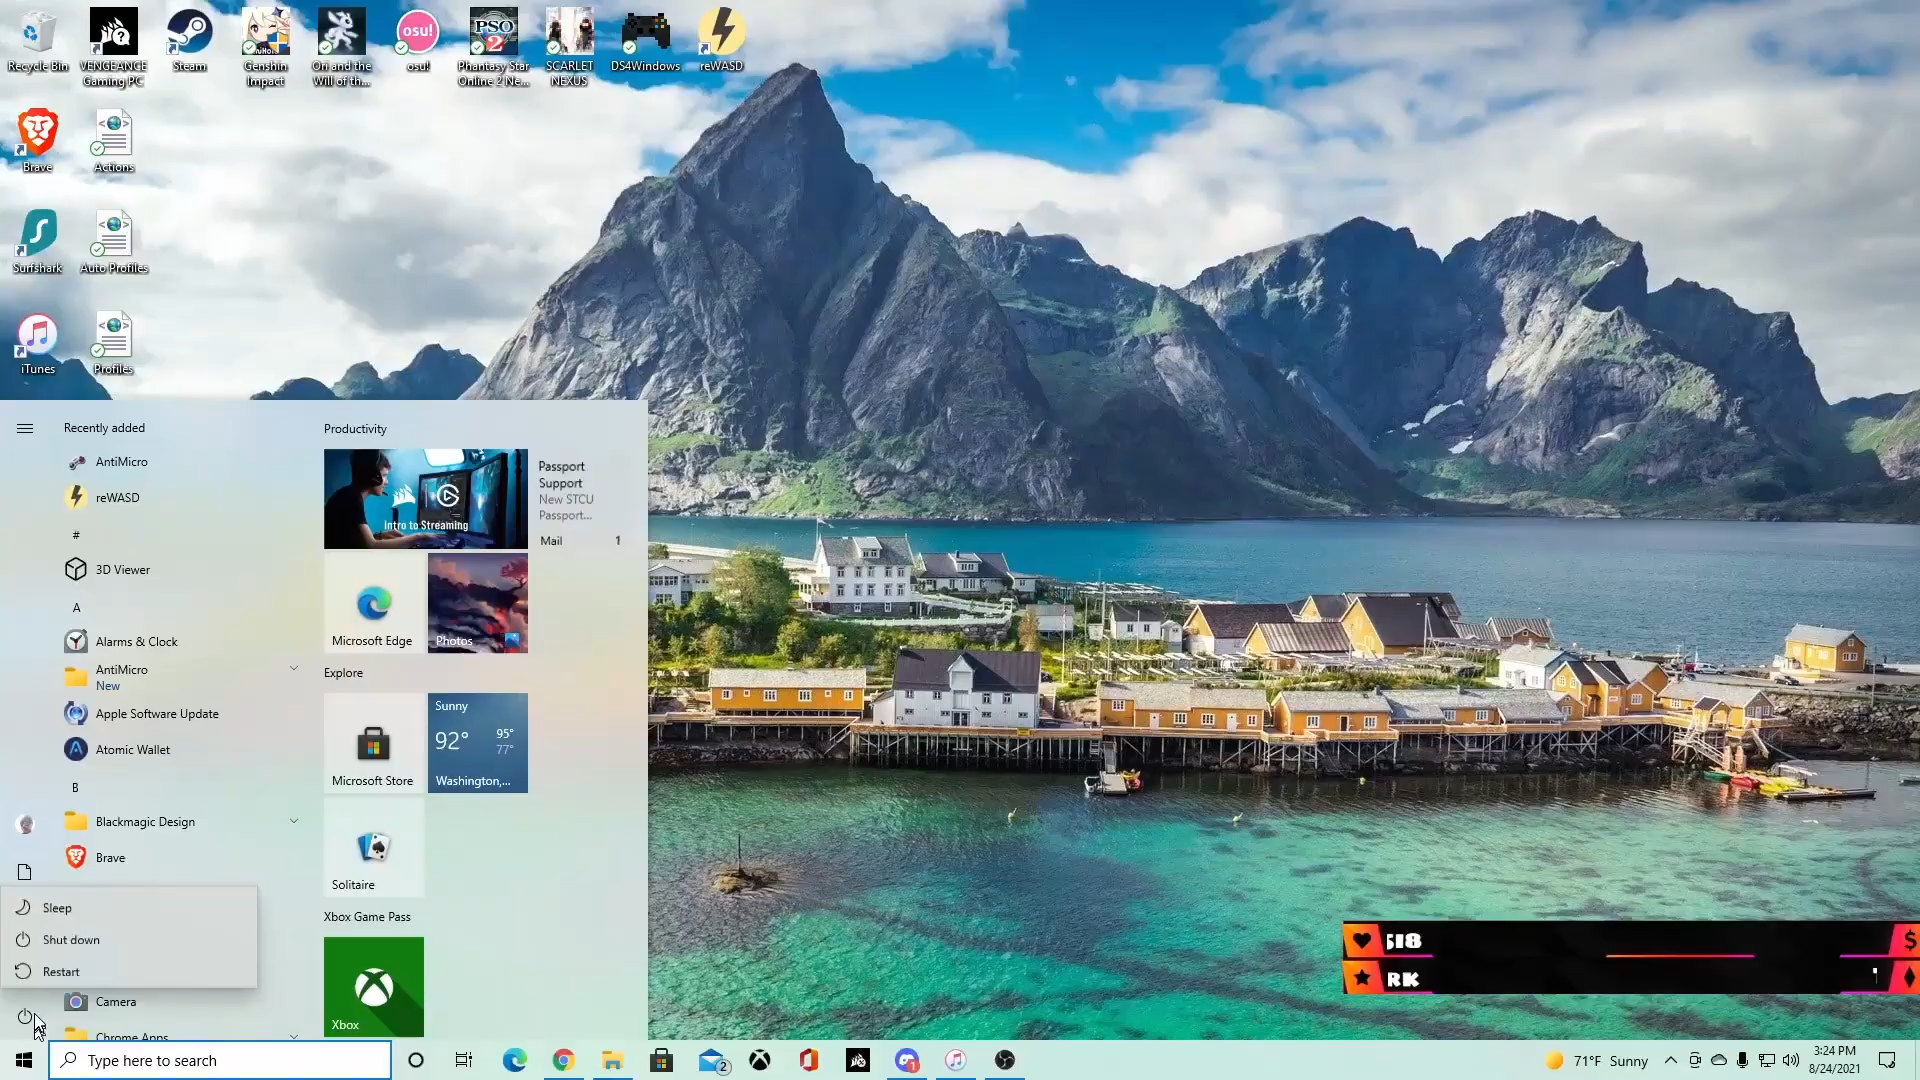 Recycle Bin
VENGEANCE
Gaming PC
Steam
Genshin
Impact
Ori and the
Will of th...
osu!
osu!
PSO
2
Phantasy Star
Online 2 Ne...
SCARLET
NEXUS
DS4Windows
reWASD
Brave
Actions
Surfshark
Auto Profiles
iTunes
Profiles
Recently added
AntiMicro
reWASD
#
3D Viewer
A
Alarms & Clock
AntiMicro
New
Apple Software Update
Atomic Wallet
B
Blackmagic Design
Brave
Sleep
Shut down
Restart
Camera
Chrome Apps
Productivity
Intro to Streaming
Passport
Support
New STCU
Passport...
Mail 1
Microsoft Edge
Photos
Explore
Microsoft Store
Sunny
92°
95°
77°
Washington,...
Solitaire
Xbox Game Pass
Xbox
RK
Type here to search
2
1
71°F Sunny
3:24 PM
8/24/2021